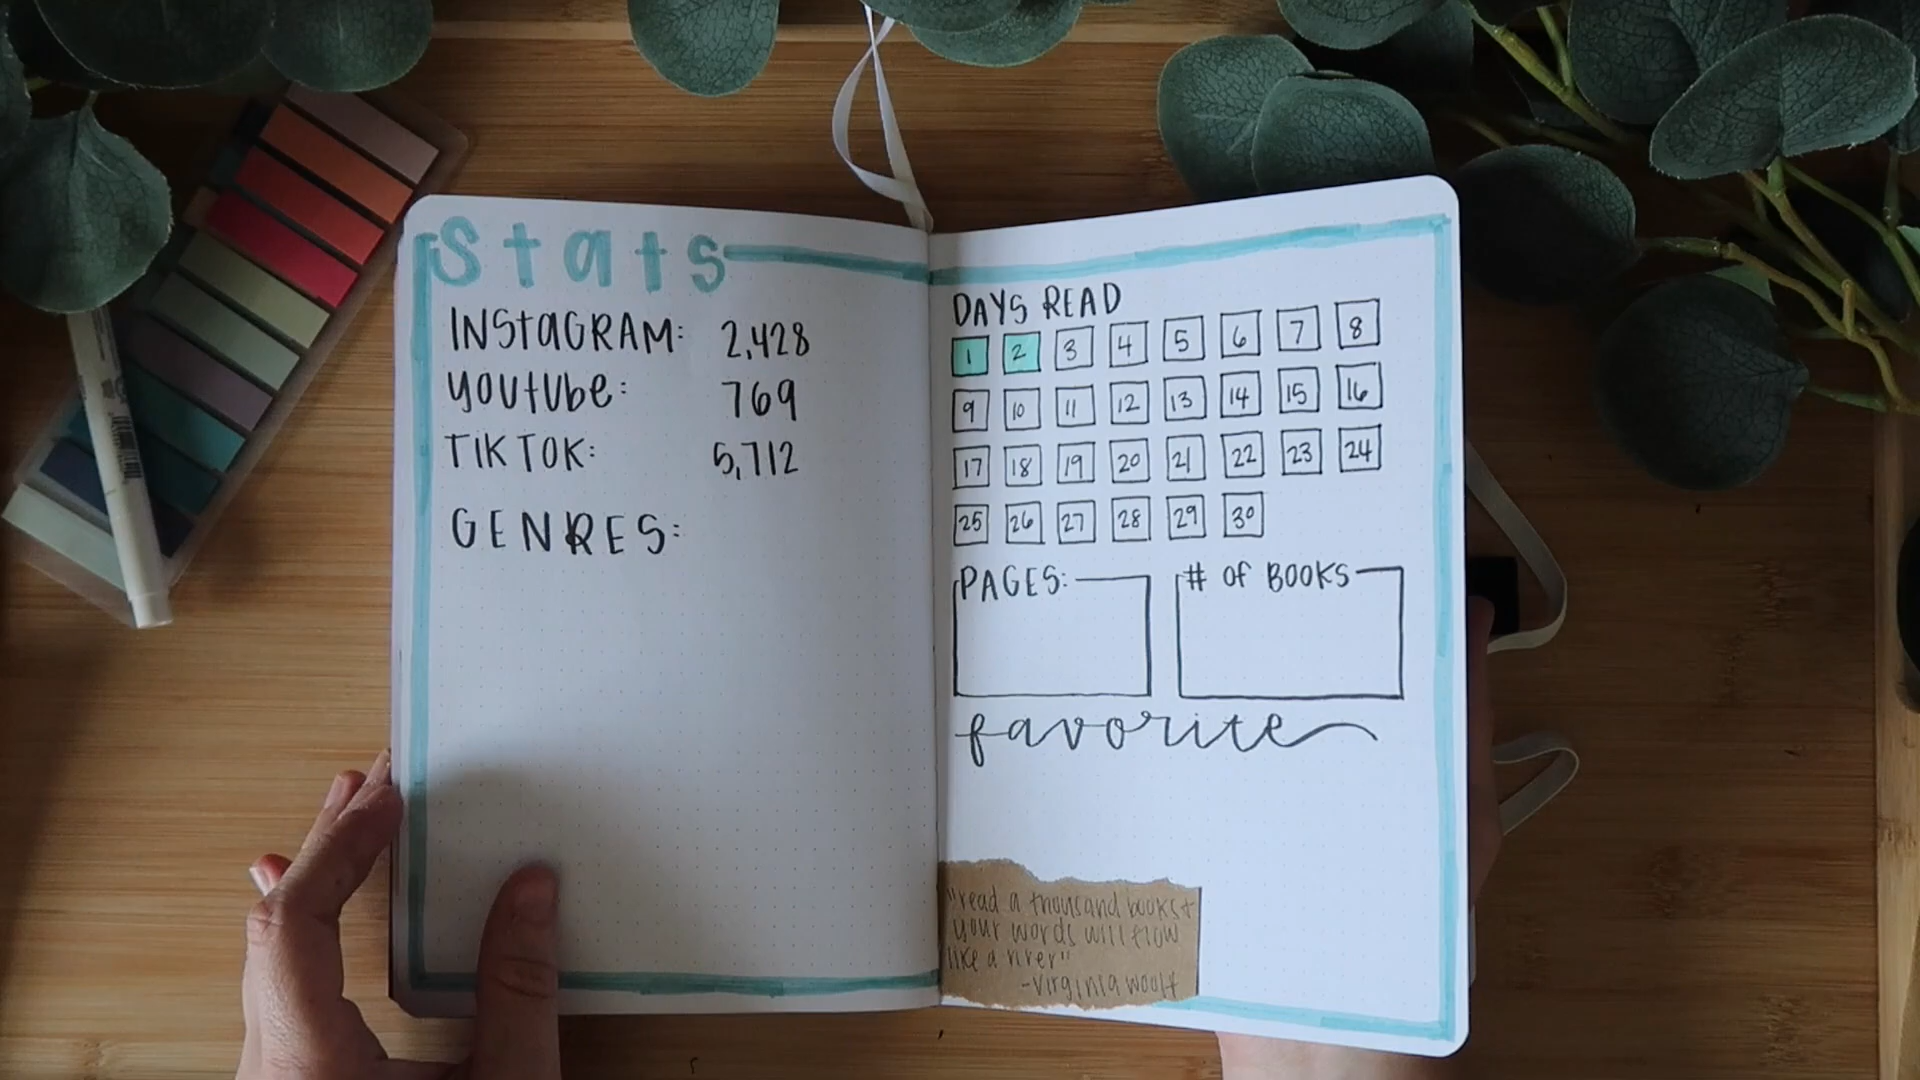 Stats
INStAGRAM: 2,428
YOUtUbe: 769
TIKTOK: 5,712
GENRES:
DAYS READ
1 2 3 4 5 6 7 8
9 10 11 12 13 14 15 16
17 18 19 20 21 22 23 24
25 26 27 28 29 30
PAGES: # OF BOOKS
favorite
"read a thousand books +
your words will flow
like a river"
-virginia woolf